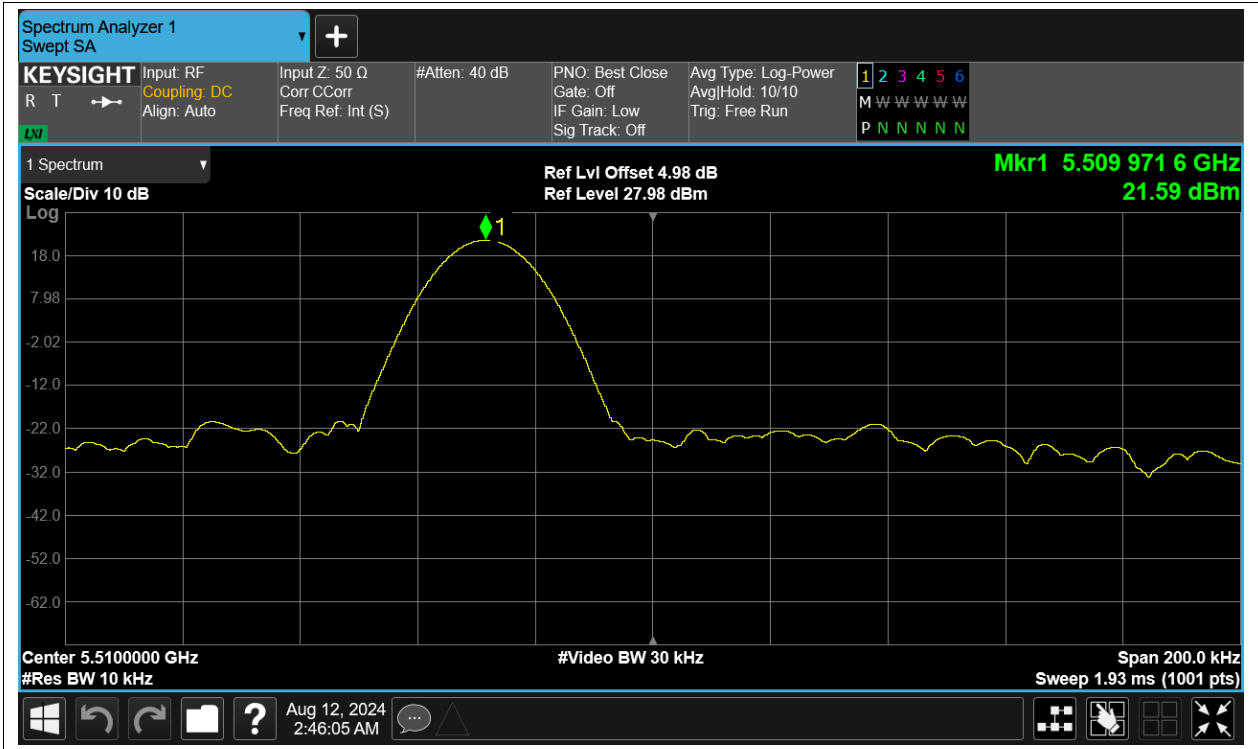 Spectrum Analyzer 1
Swept SA
KEYSIGHT
R T
LXI
Input: RF
Coupling: DC
Align: Auto
Input Z: 50 Ω
Corr CCorr
Freq Ref: Int (S)
#Atten: 40 dB
PNO: Best Close
Gate: Off
IF Gain: Low
Sig Track: Off
Avg Type: Log-Power
Avg|Hold: 10/10
Trig: Free Run
1 2 3 4 5 6
M W W W W W
P N N N N N
1 Spectrum
Scale/Div 10 dB
Ref Lvl Offset 4.98 dB
Ref Level 27.98 dBm
Mkr1 5.509 971 6 GHz
21.59 dBm
Log
1
18.0
7.98
-2.02
-12.0
-22.0
-32.0
-42.0
-52.0
-62.0
Center 5.5100000 GHz
#Res BW 10 kHz
#Video BW 30 kHz
Span 200.0 kHz
Sweep 1.93 ms (1001 pts)
?
Aug 12, 2024
2:46:05 AM